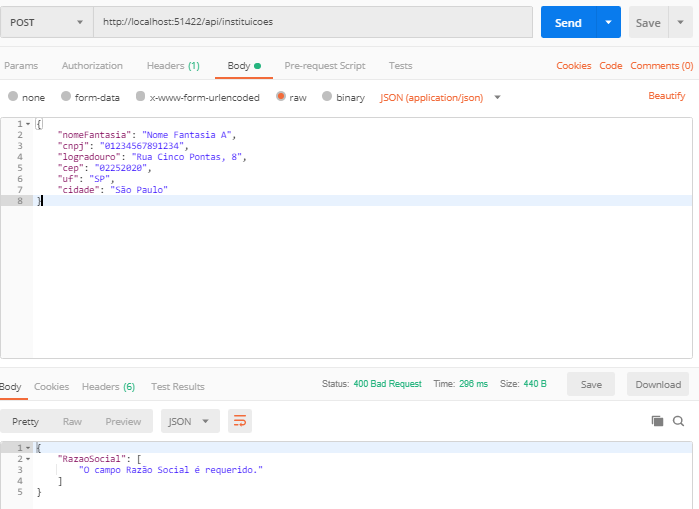 POST http://localhost:51422/api/instituicoes Send Save
Params Authorization Headers (1) Body Pre-request Script Tests Cookies Code Comments (0)
none form-data x-www-form-urlencoded raw binary JSON (application/json) Beautify
1 {
2 "nomeFantasia": "Nome Fantasia A",
3 "cnpj": "01234567891234",
4 "logradouro": "Rua Cinco Pontas, 8",
5 "cep": "02252020",
6 "uf": "SP",
7 "cidade": "São Paulo"
8 }
Body Cookies Headers (6) Test Results Status: 400 Bad Request Time: 296 ms Size: 440 B Save Download
Pretty Raw Preview JSON
1 {
2 "RazaoSocial": [
3 "O campo Razão Social é requerido."
4 ]
5 }